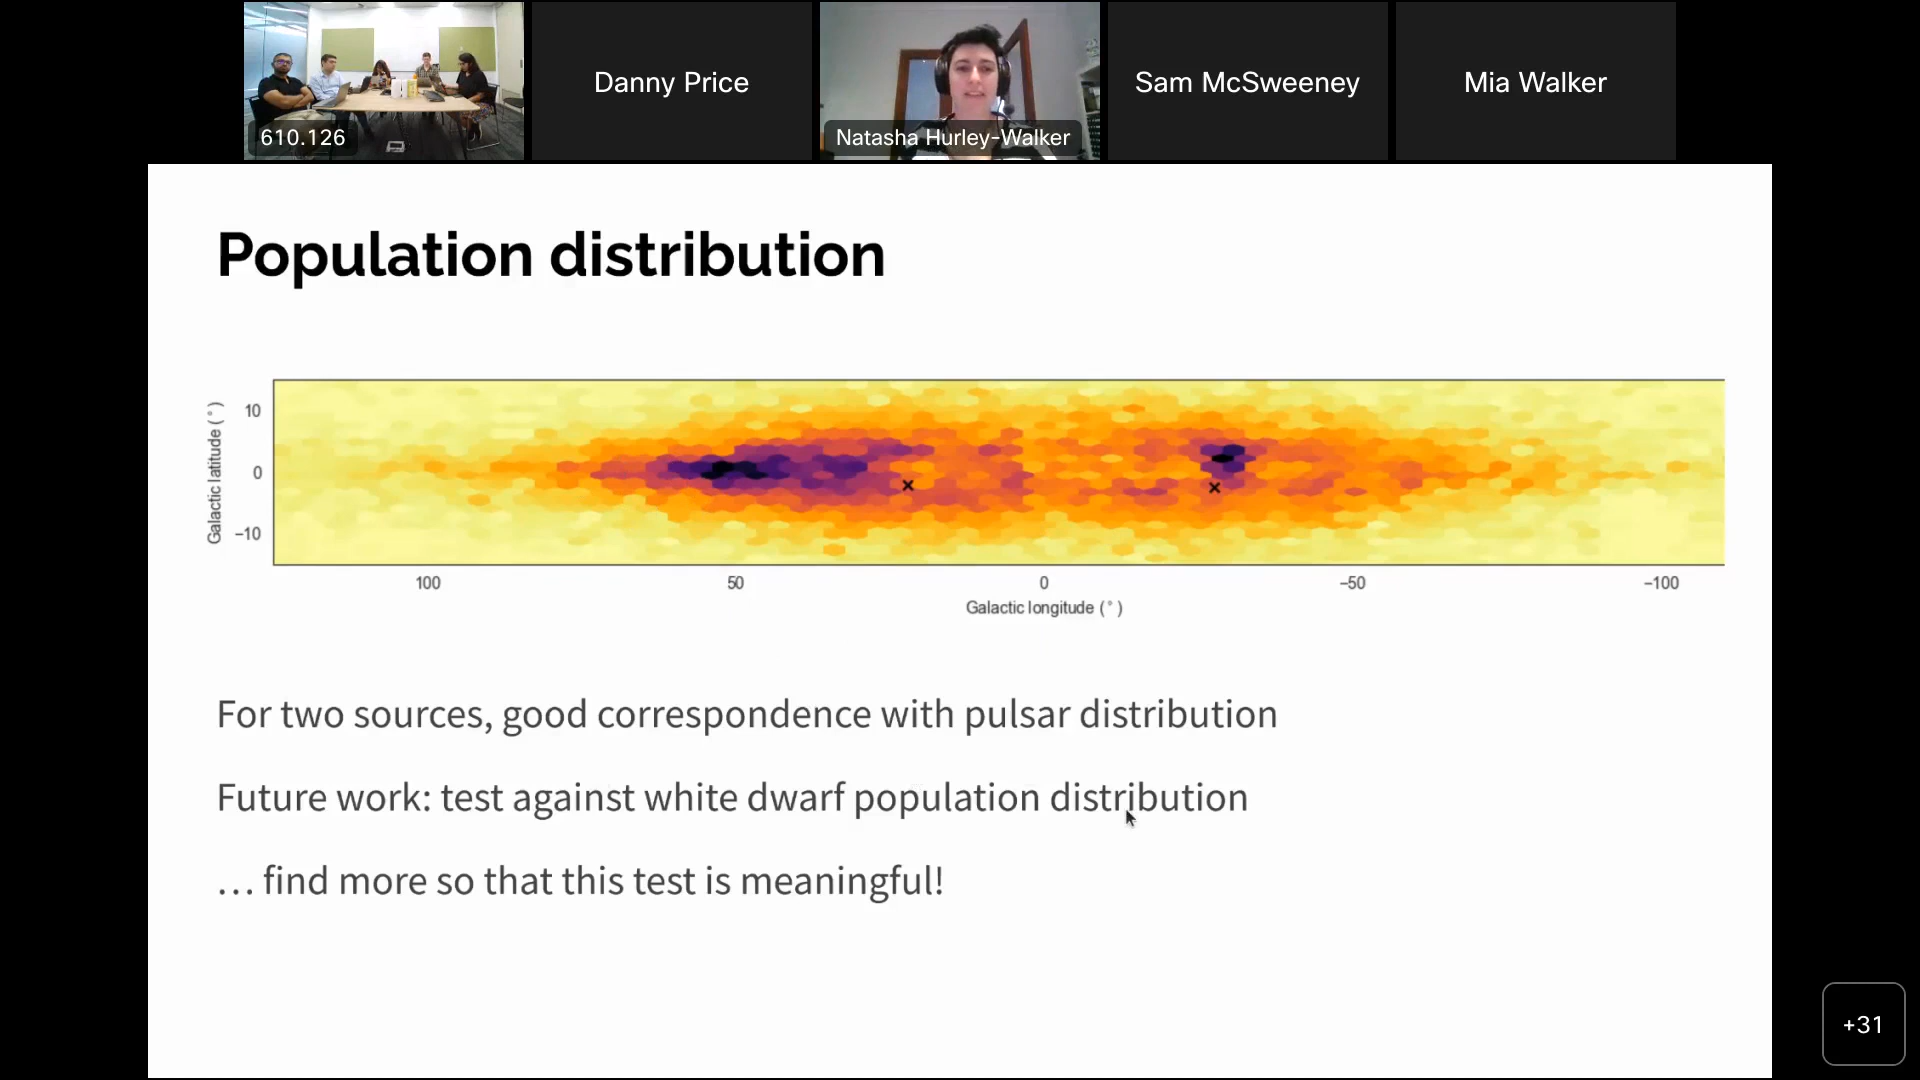 610.126
Danny Price
Natasha Hurley-Walker
Sam McSweeney
Mia Walker
Population distribution
Galactic latitude (°)
10
0
−10
100
50
0
−50
−100
Galactic longitude (°)
For two sources, good correspondence with pulsar distribution
Future work: test against white dwarf population distribution
… find more so that this test is meaningful!
+31